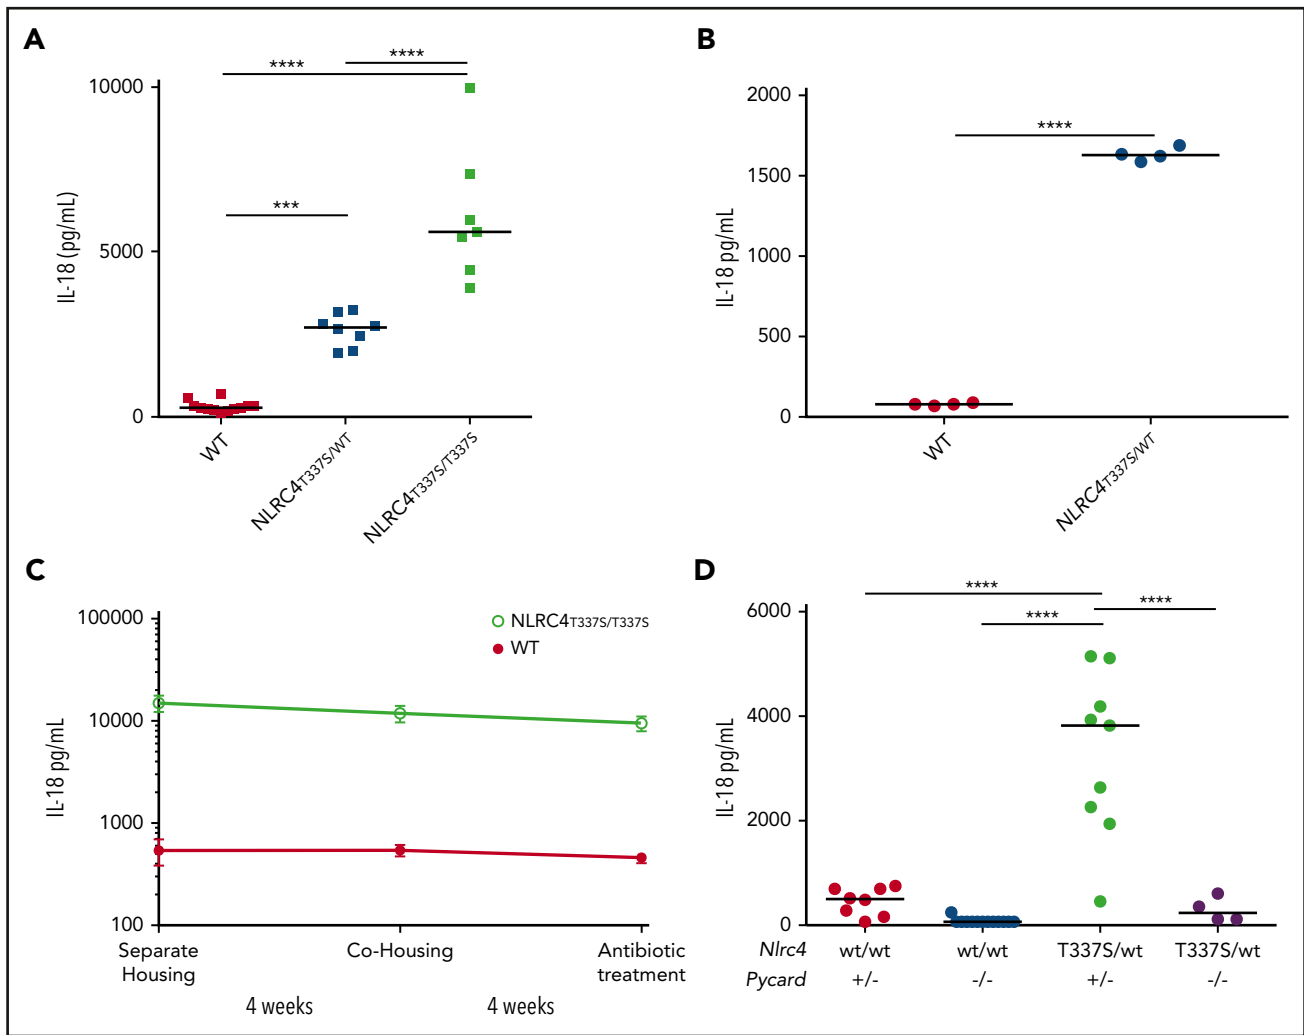 A
****
****
***
10000
5000
0
IL-18 (pg/mL)
WT
NLRC4T337S/WT
NLRC4T337S/T337S
B
****
2000
1500
1000
500
0
IL-18 pg/mL
WT
NLRC4T337S/WT
C
100000
10000
1000
100
IL-18 pg/mL
NLRC4T337S/T337S
WT
Separate Housing
Co-Housing
Antibiotic treatment
4 weeks
4 weeks
D
****
****
****
6000
4000
2000
0
IL-18 pg/mL
Nlrc4 wt/wt wt/wt T337S/wt T337S/wt
Pycard +/- -/- +/- -/-